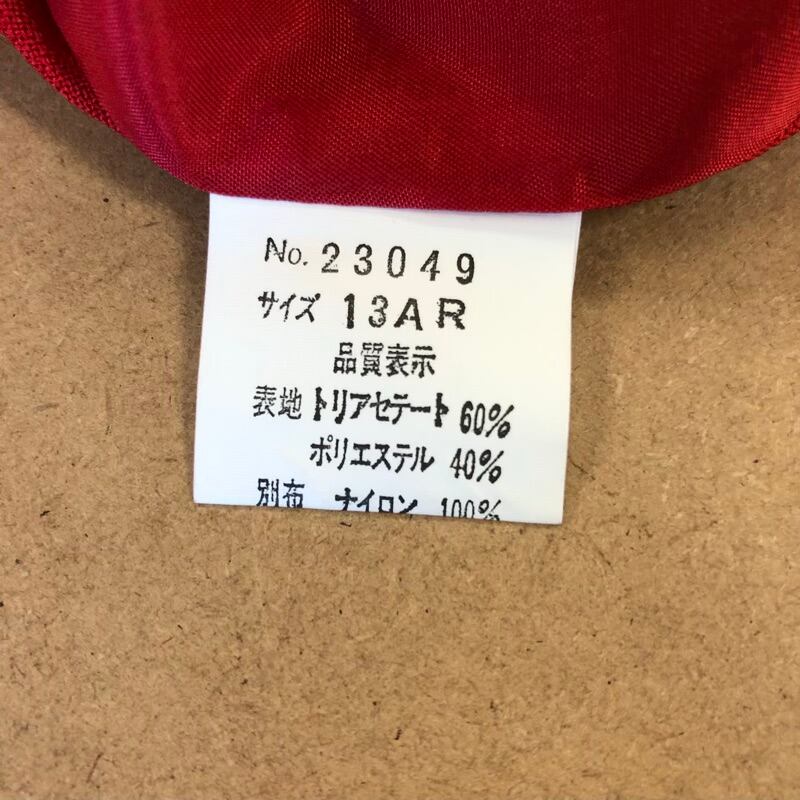 No. 23049
サイズ 13AR
品質表示
表地 トリアセテート 60%
ポリエステル 40%
別布 ナイロン 100%